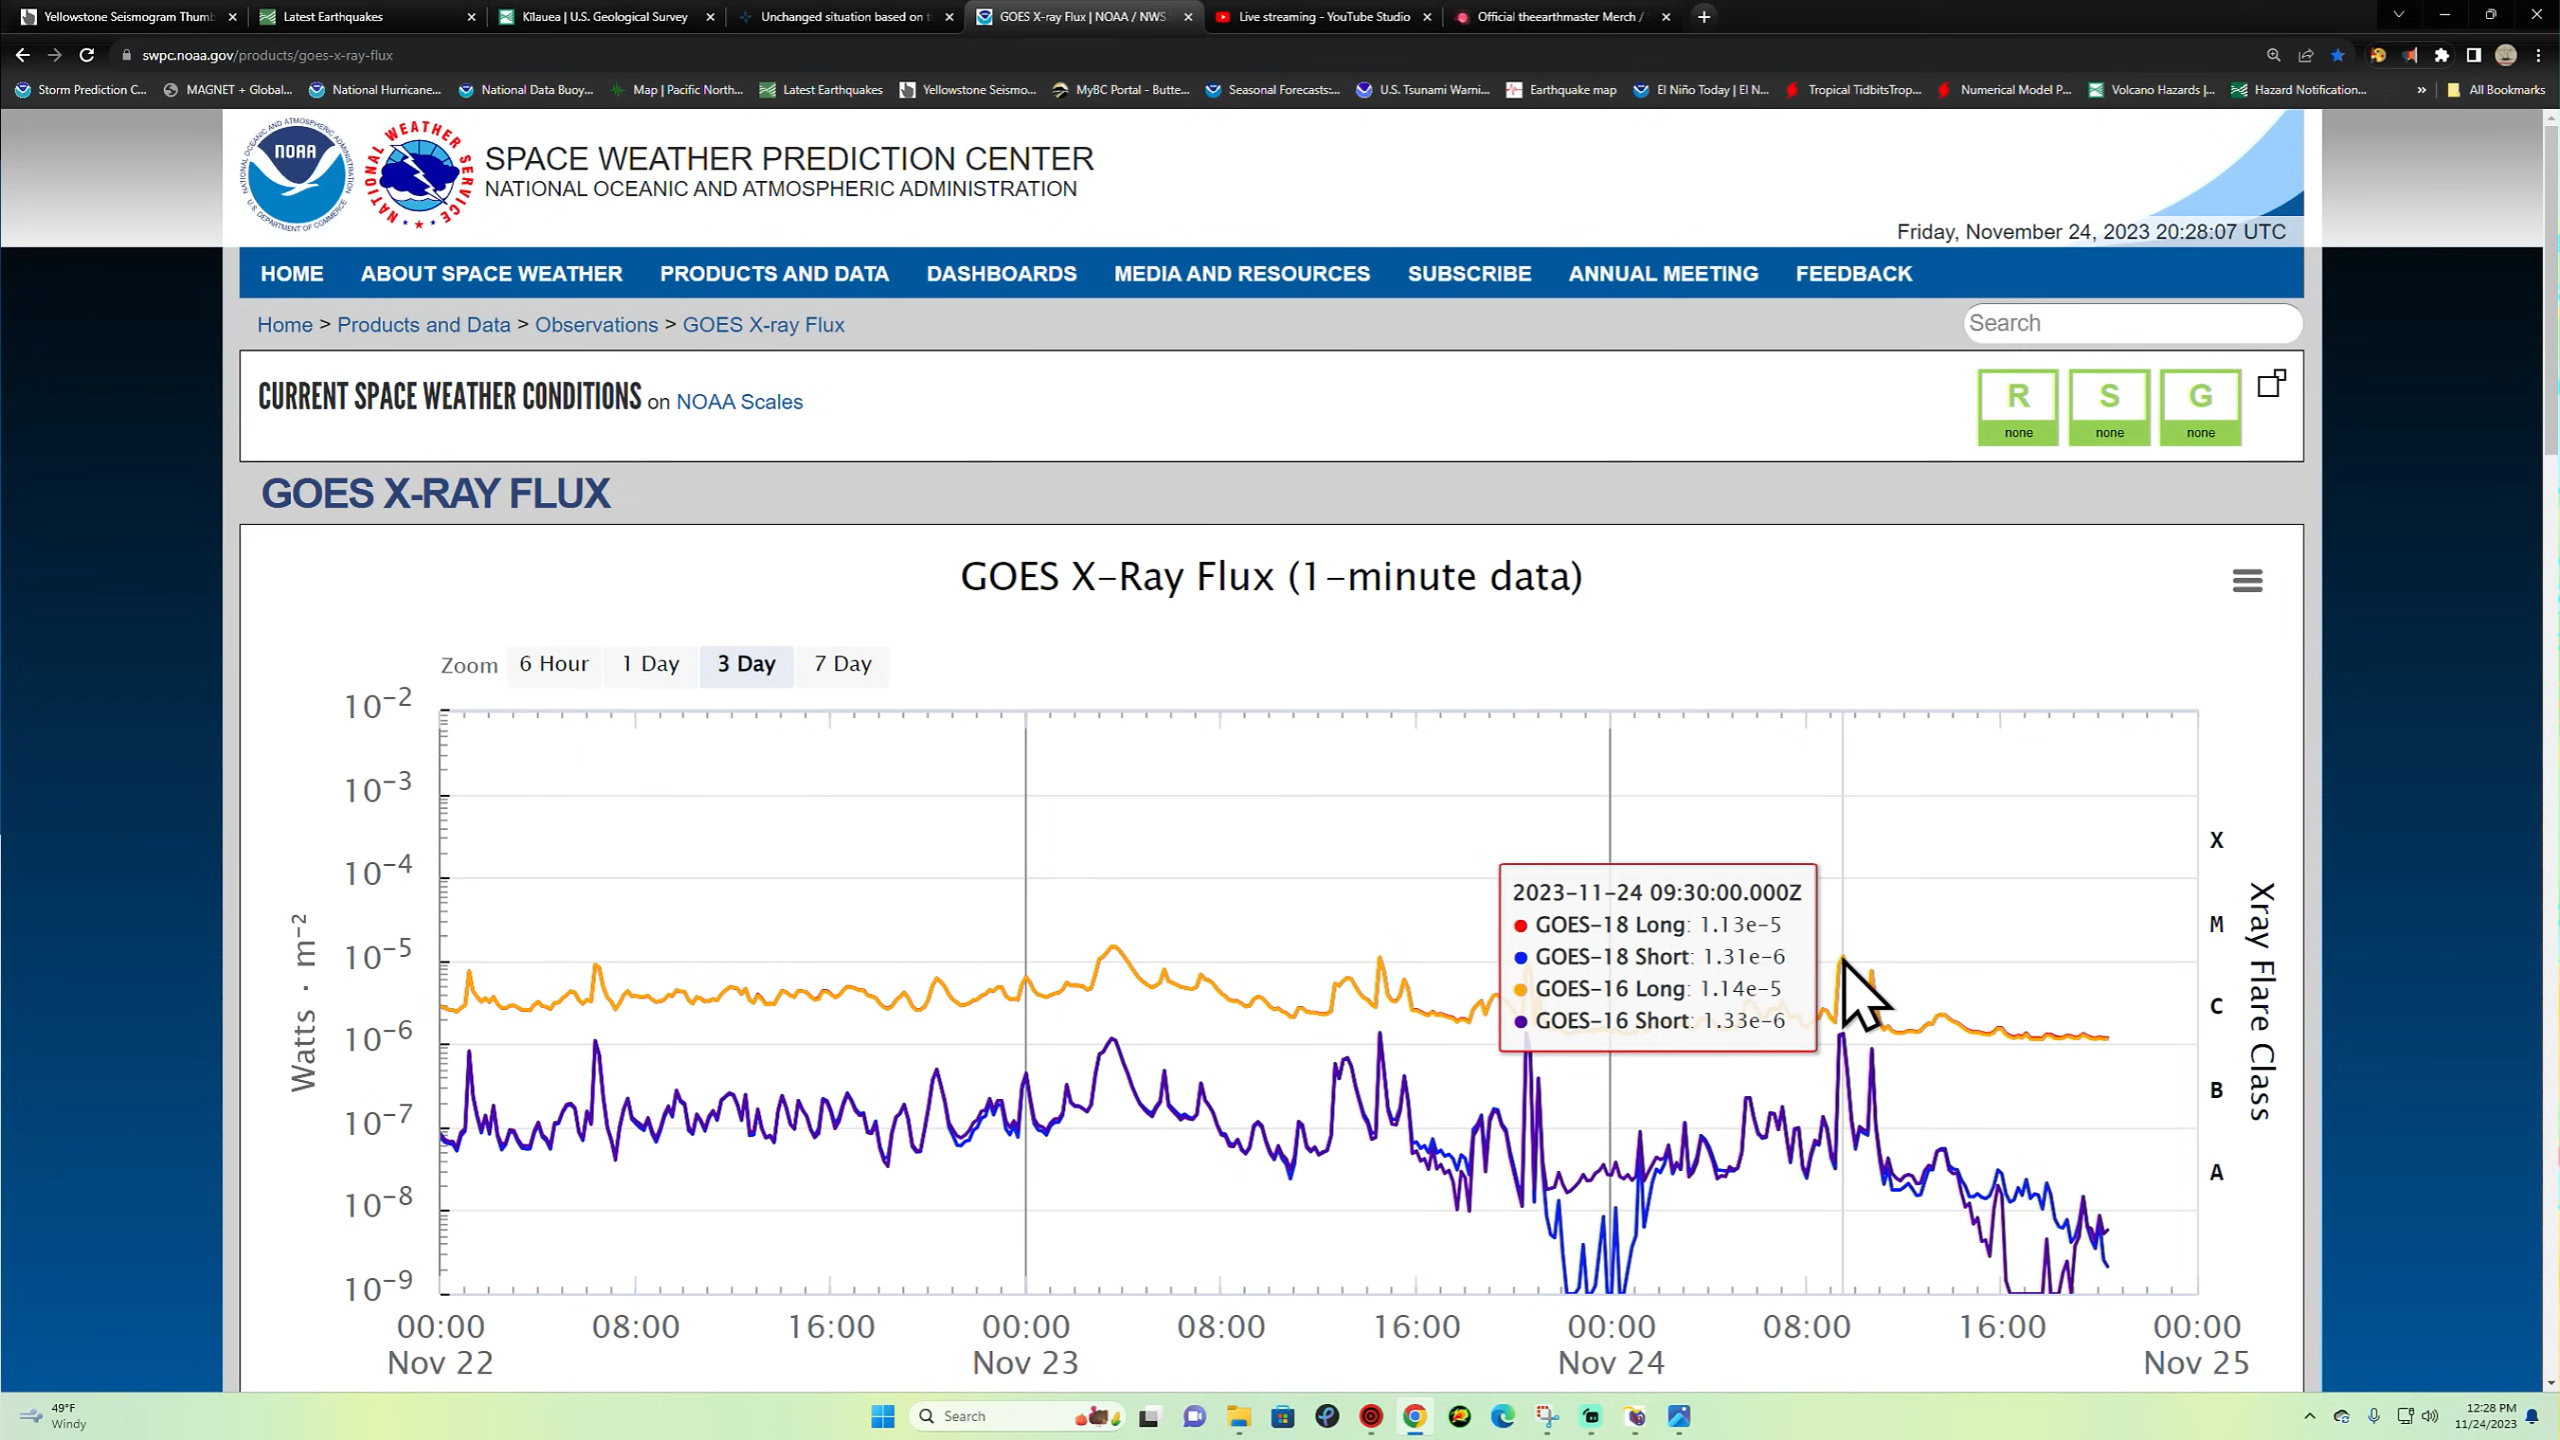 Yellowstone Seismogram Thumb
Latest Earthquakes
Kīlauea | U.S. Geological Survey
Unchanged situation based on t
GOES X-ray Flux | NOAA / NWS
Live streaming - YouTube Studio
Official theearthmaster Merch /
swpc.noaa.gov/products/goes-x-ray-flux
Storm Prediction C...
MAGNET + Global...
National Hurricane...
National Data Buoy...
Map | Pacific North...
Latest Earthquakes
Yellowstone Seismo...
MyBC Portal - Butte...
Seasonal Forecasts:...
U.S. Tsunami Warni...
Earthquake map
El Niño Today | El N...
Tropical TidbitsTrop...
Numerical Model P...
Volcano Hazards |...
Hazard Notification...
»
All Bookmarks
NOAA
NATIONAL OCEANIC AND ATMOSPHERIC ADMINISTRATION
U.S. DEPARTMENT OF COMMERCE
NATIONAL WEATHER SERVICE
SPACE WEATHER PREDICTION CENTER
NATIONAL OCEANIC AND ATMOSPHERIC ADMINISTRATION
Friday, November 24, 2023 20:28:07 UTC
HOME ABOUT SPACE WEATHER PRODUCTS AND DATA DASHBOARDS MEDIA AND RESOURCES SUBSCRIBE ANNUAL MEETING FEEDBACK
Home > Products and Data > Observations > GOES X-ray Flux
Search
CURRENT SPACE WEATHER CONDITIONS on NOAA Scales
R S G
none none none
GOES X-RAY FLUX
GOES X-Ray Flux (1-minute data)
Zoom 6 Hour 1 Day 3 Day 7 Day
10⁻²
10⁻³
10⁻⁴
10⁻⁵
10⁻⁶
10⁻⁷
10⁻⁸
10⁻⁹
Watts · m⁻²
2023-11-24 09:30:00.000Z
GOES-18 Long: 1.13e-5
GOES-18 Short: 1.31e-6
GOES-16 Long: 1.14e-5
GOES-16 Short: 1.33e-6
X
M
C
B
A
Xray Flare Class
00:00 08:00 16:00 00:00 08:00 16:00 00:00 08:00 16:00 00:00
Nov 22 Nov 23 Nov 24 Nov 25
49°F
Windy
Search
12:28 PM
11/24/2023